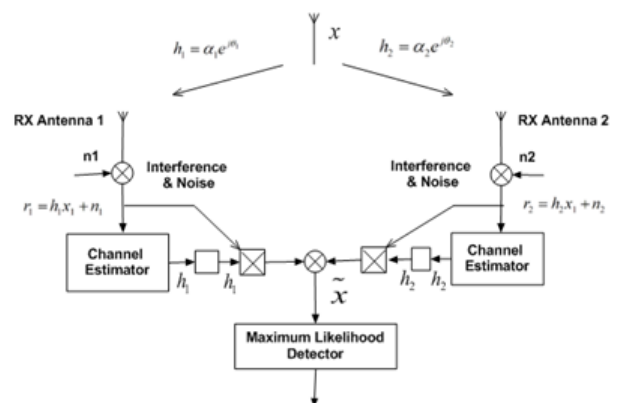 x
h₁ = α₁e^{jθ₁}
h₂ = α₂e^{jθ₂}
RX Antenna 1
RX Antenna 2
n1
n2
Interference
& Noise
Interference
& Noise
r₁ = h₁x₁ + n₁
r₂ = h₂x₁ + n₂
Channel
Estimator
Channel
Estimator
h₁
h₁
h₂
h₂
x̃
Maximum Likelihood
Detector